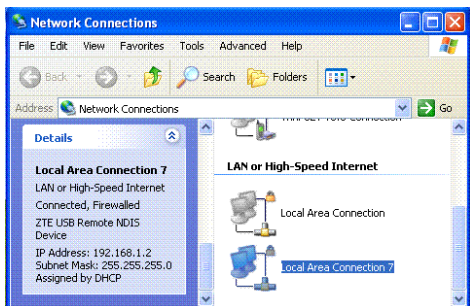 Network Connections
File Edit View Favorites Tools Advanced Help
Back Search Folders
Address Network Connections Go
Details
Local Area Connection 7
LAN or High-Speed Internet
Connected, Firewalled
ZTE USB Remote NDIS
Device
IP Address: 192.168.1.2
Subnet Mask: 255.255.255.0
Assigned by DHCP
LAN or High-Speed Internet
Local Area Connection
Local Area Connection 7